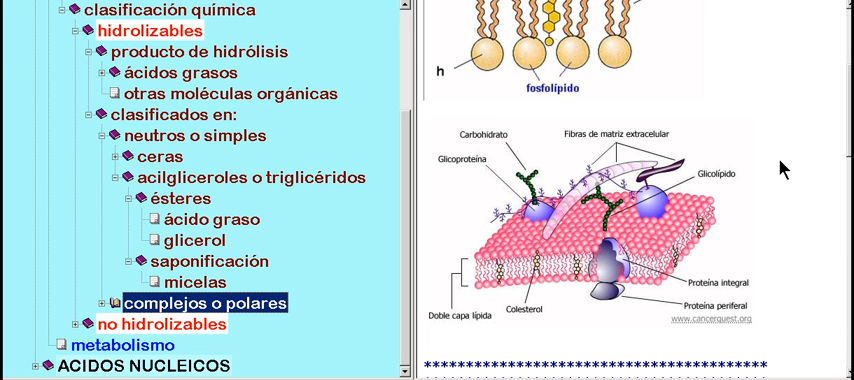 clasificación química
hidrolizables
producto de hidrólisis
ácidos grasos
otras moléculas orgánicas
clasificados en:
neutros o simples
ceras
acilgliceroles o triglicéridos
ésteres
ácido graso
glicerol
saponificación
micelas
complejos o polares
no hidrolizables
metabolismo
ACIDOS NUCLEICOS
h
fosfolípido
Carbohidrato
Fibras de matriz extracelular
Glicoproteína
Glicolípido
Proteína integral
Proteína periferal
Colesterol
Doble capa lípida
www.cancerquest.org
****************************************